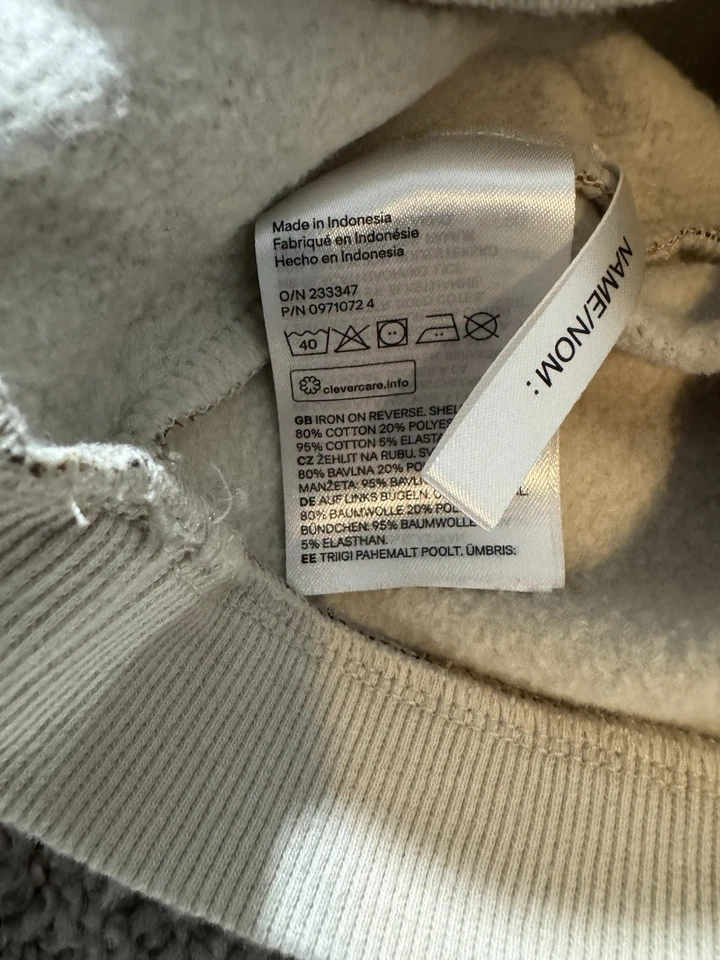 Made in Indonesia
Fabriqué en Indonésie
Hecho en Indonesia
O/N 233347
P/N 0971072 4
40
clevercare.info
GB IRON ON REVERSE. SHEL
80% COTTON 20% POLYES
95% COTTON 5% ELASTA
CZ ŽEHLIT NA RUBU. SV
80% BAVLNA 20% PO
MANŽETA: 95% BAVL
DE AUF LINKS BÜGELN.
80% BAUMWOLLE 20% POL
BÜNDCHEN: 95% BAUMWOLLE
5% ELASTHAN.
EE TRIIGI PAHEMALT POOLT. ÜMBRIS:
NAME/NOM :